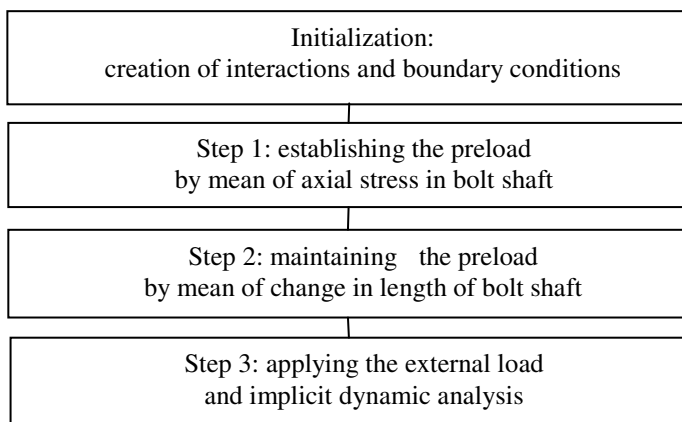 Initialization:
creation of interactions and boundary conditions
Step 1: establishing the preload
by mean of axial stress in bolt shaft
Step 2: maintaining the preload
by mean of change in length of bolt shaft
Step 3: applying the external load
and implicit dynamic analysis